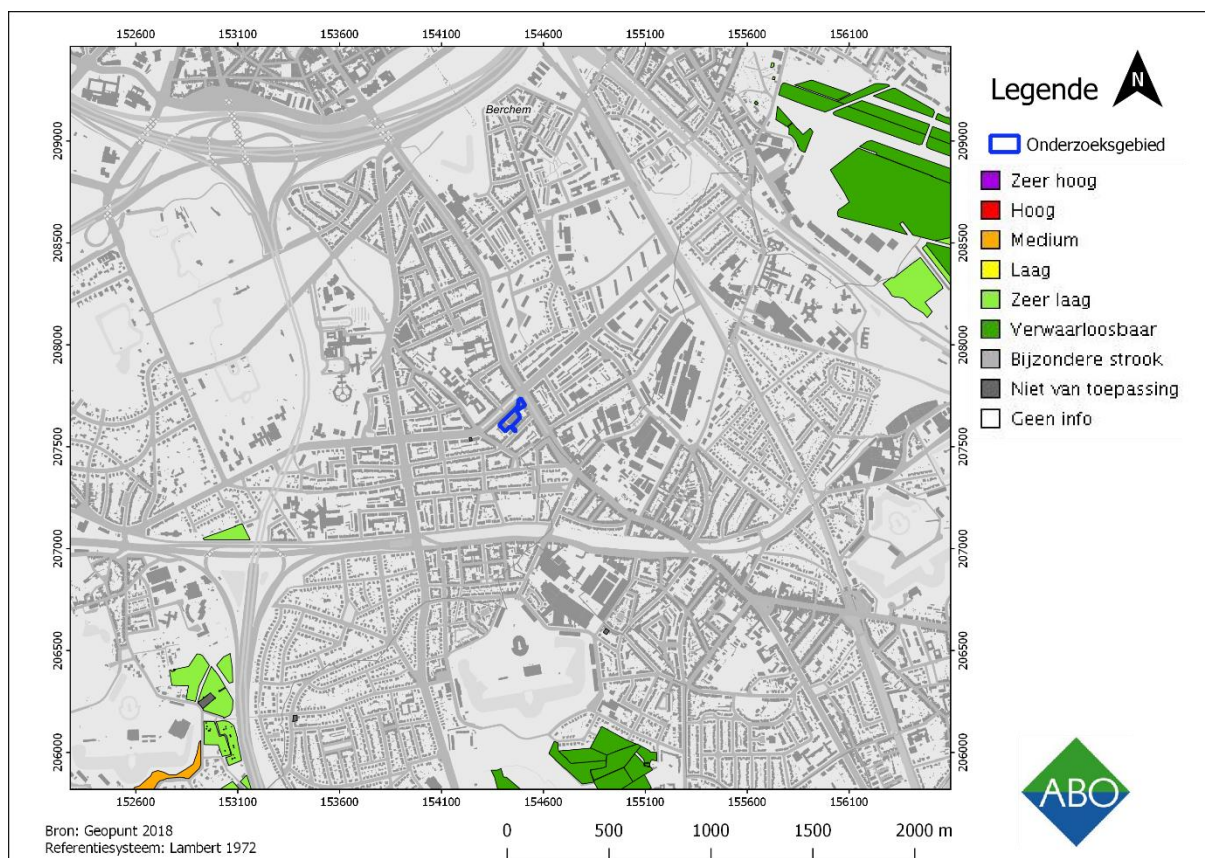 152600 153100 153600 154100 154600 155100 155600 156100
Berchem
209000
208500
208000
207500
207000
206500
206000
209000
208500
208000
207500
207000
206500
206000
152600 153100 153600 154100 154600 155100 155600 156100
Legende N
Onderzoeksgebied
Zeer hoog
Hoog
Medium
Laag
Zeer laag
Verwaarloosbaar
Bijzondere strook
Niet van toepassing
Geen info
ABO
Bron: Geopunt 2018
Referentiesysteem: Lambert 1972
0 500 1000 1500 2000 m